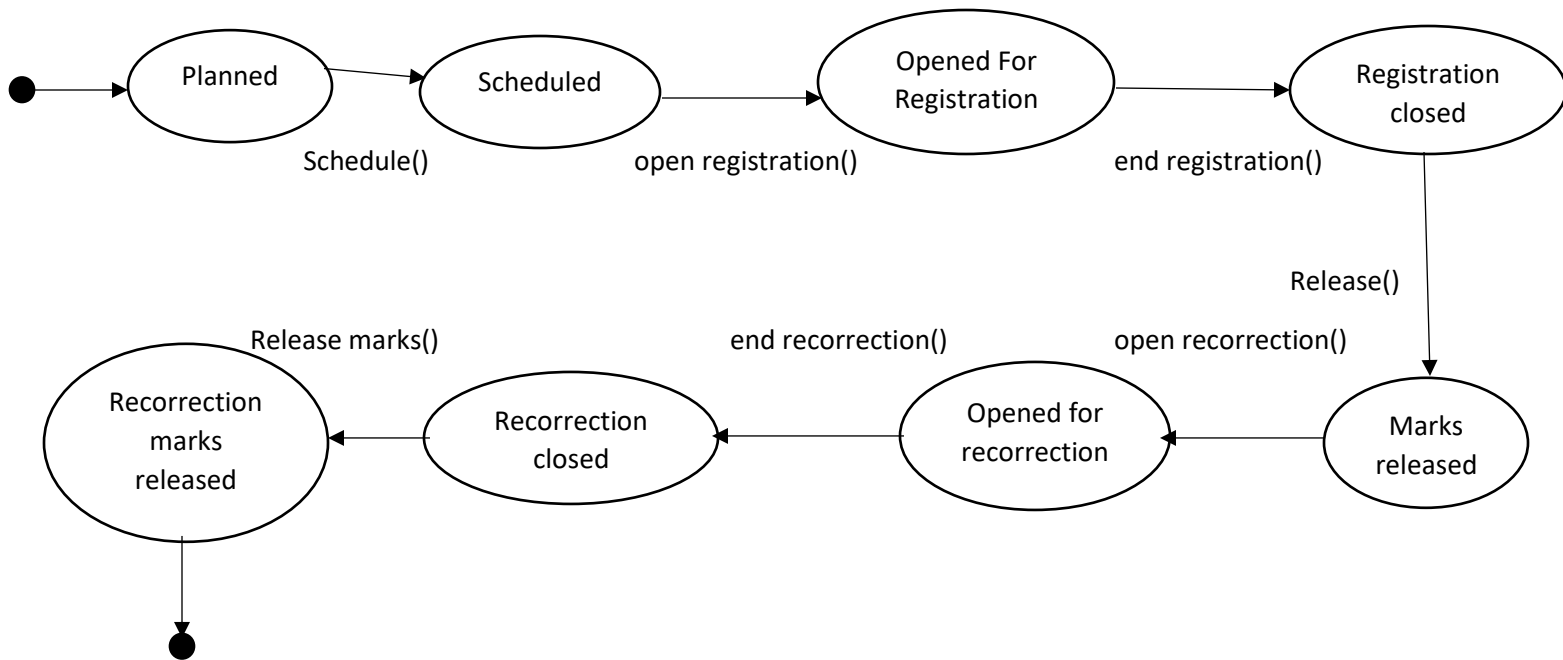 Planned
Scheduled
Opened For
Registration
Registration
closed
Schedule()
open registration()
end registration()
Release()
Release marks()
end recorrection()
open recorrection()
Recorrection
marks
released
Recorrection
closed
Opened for
recorrection
Marks
released